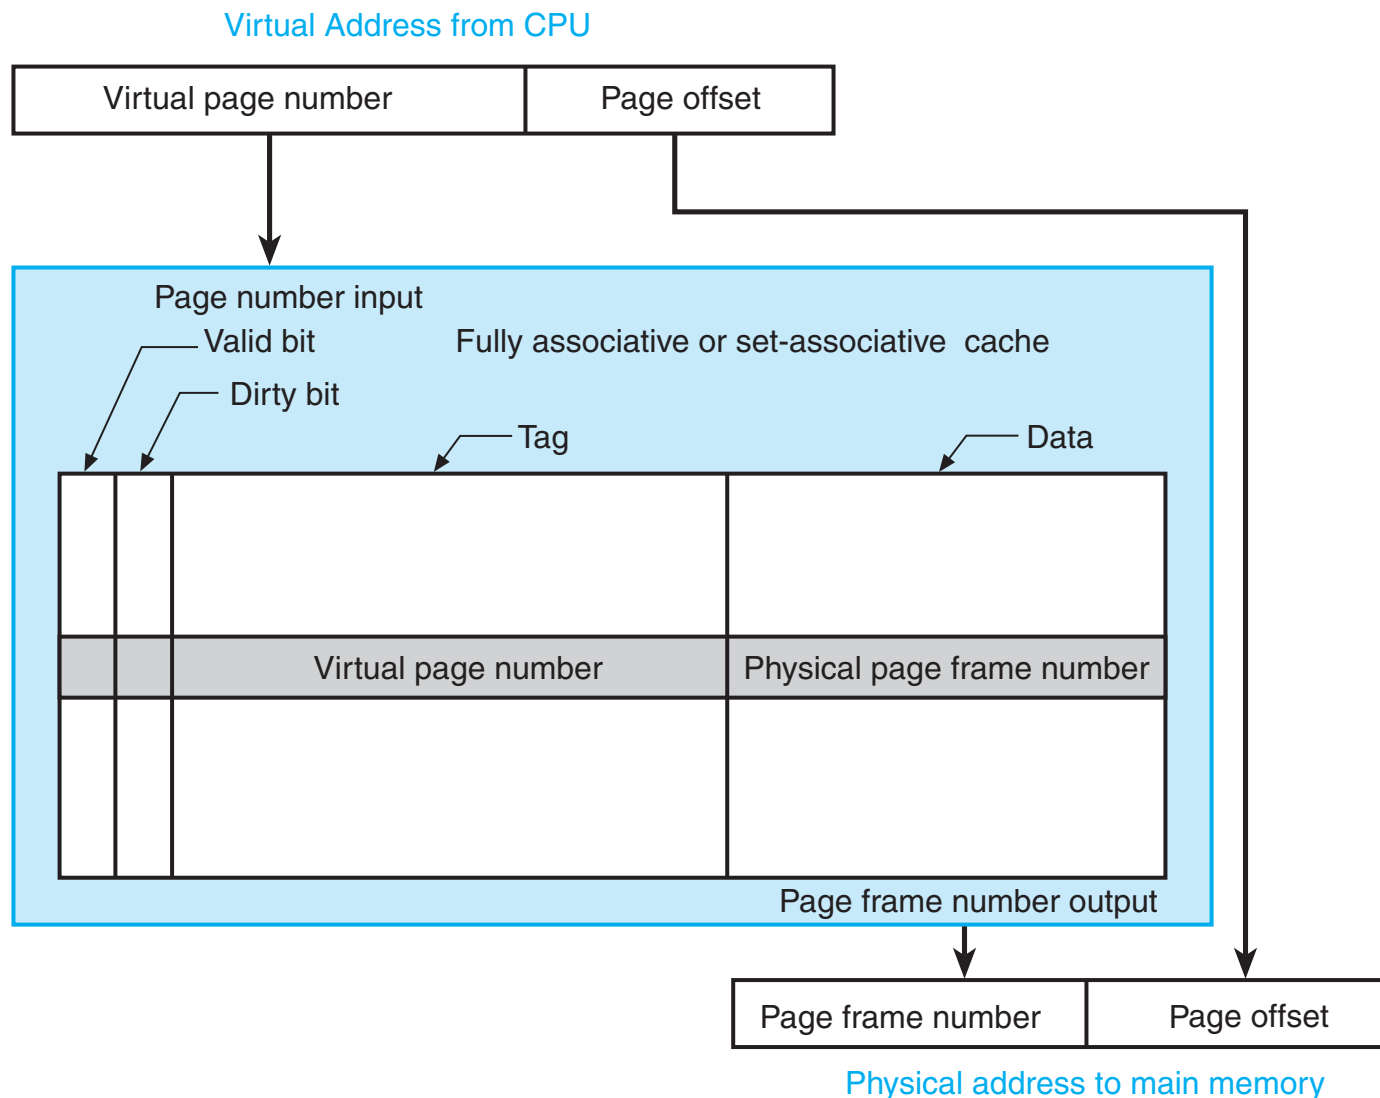 Virtual Address from CPU
Virtual page number
Page offset
Page number input
Valid bit
Fully associative or set-associative cache
Dirty bit
Tag
Data
Virtual page number
Physical page frame number
Page frame number output
Page frame number
Page offset
Physical address to main memory